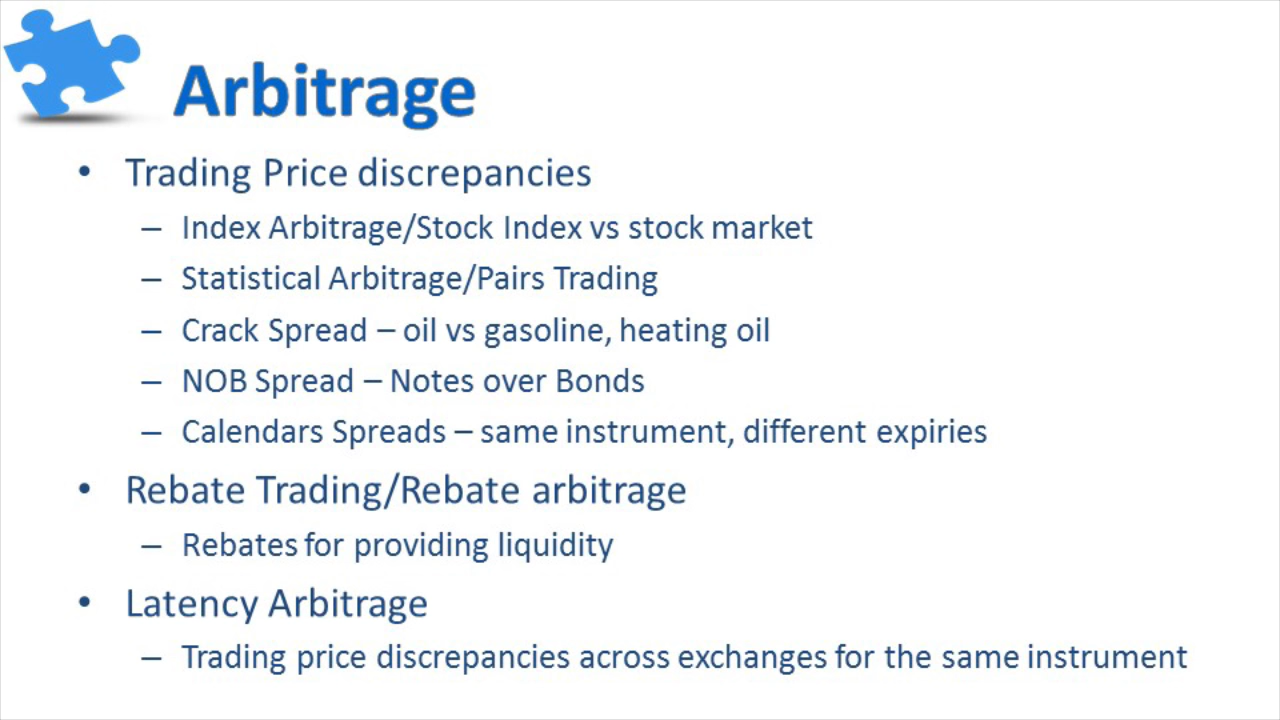 Arbitrage
• Trading Price discrepancies
– Index Arbitrage/Stock Index vs stock market
– Statistical Arbitrage/Pairs Trading
– Crack Spread – oil vs gasoline, heating oil
– NOB Spread – Notes over Bonds
– Calendars Spreads – same instrument, different expiries
• Rebate Trading/Rebate arbitrage
– Rebates for providing liquidity
• Latency Arbitrage
– Trading price discrepancies across exchanges for the same instrument